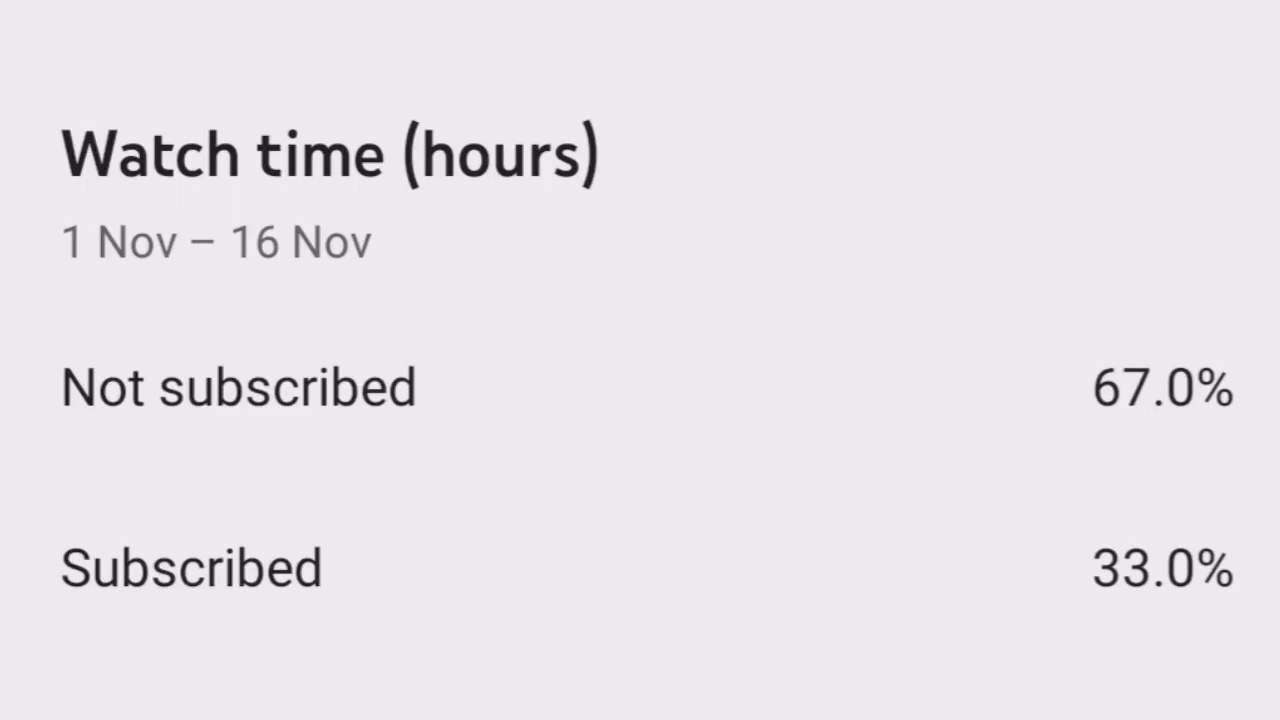 Watch time (hours)
1 Nov – 16 Nov
Not subscribed 67.0%
Subscribed 33.0%